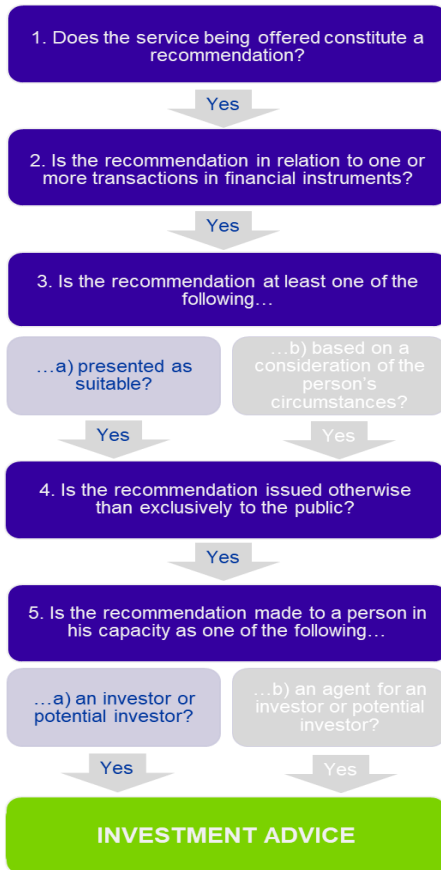 1. Does the service being offered constitute a
recommendation?
Yes
2. Is the recommendation in relation to one or
more transactions in financial instruments?
Yes
3. Is the recommendation at least one of the
following…
…a) presented as
suitable?
…b) based on a
consideration of the
person's
circumstances?
Yes
Yes
4. Is the recommendation issued otherwise
than exclusively to the public?
Yes
5. Is the recommendation made to a person in
his capacity as one of the following…
…a) an investor or
potential investor?
…b) an agent for an
investor or potential
investor?
Yes
Yes
INVESTMENT ADVICE